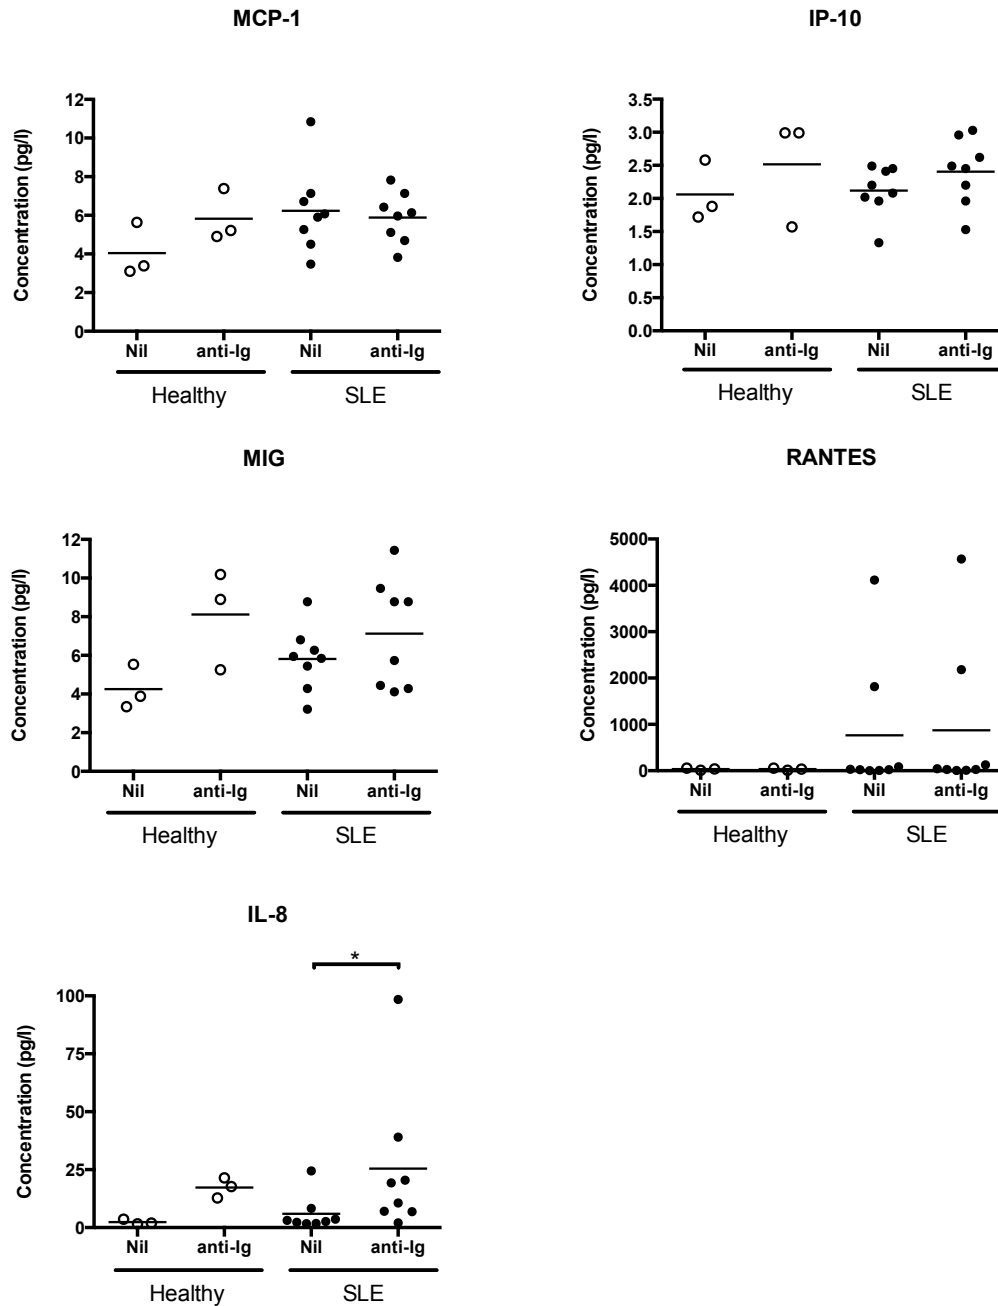 MCP-1
Concentration (pg/l)
12
10
8
6
4
2
0
Nil anti-Ig Nil anti-Ig
Healthy SLE
IP-10
Concentration (pg/l)
3.5
3.0
2.5
2.0
1.5
1.0
0.5
0.0
Nil anti-Ig Nil anti-Ig
Healthy SLE
MIG
Concentration (pg/l)
12
10
8
6
4
2
0
Nil anti-Ig Nil anti-Ig
Healthy SLE
RANTES
Concentration (pg/l)
5000
4000
3000
2000
1000
0
Nil anti-Ig Nil anti-Ig
Healthy SLE
IL-8
*
Concentration (pg/l)
100
75
50
25
0
Nil anti-Ig Nil anti-Ig
Healthy SLE